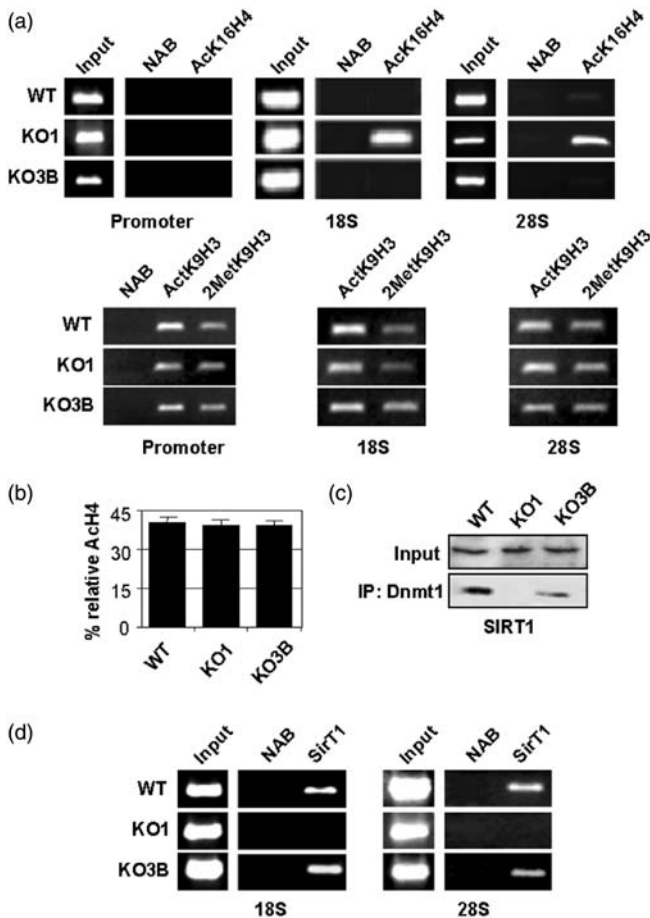 (a)
Input NAB AcK16H4 Input NAB AcK16H4 Input NAB AcK16H4
WT
KO1
KO3B
Promoter 18S 28S
NAB ActK9H3 2MetK9H3 ActK9H3 2MetK9H3 ActK9H3 2MetK9H3
WT
KO1
KO3B
Promoter 18S 28S
(b)
% relative AcH4
45
30
15
0
WT KO1 KO3B
(c)
WT KO1 KO3B
Input
IP: Dnmt1
SIRT1
(d)
Input NAB SirT1 Input NAB SirT1
WT
KO1
KO3B
18S 28S